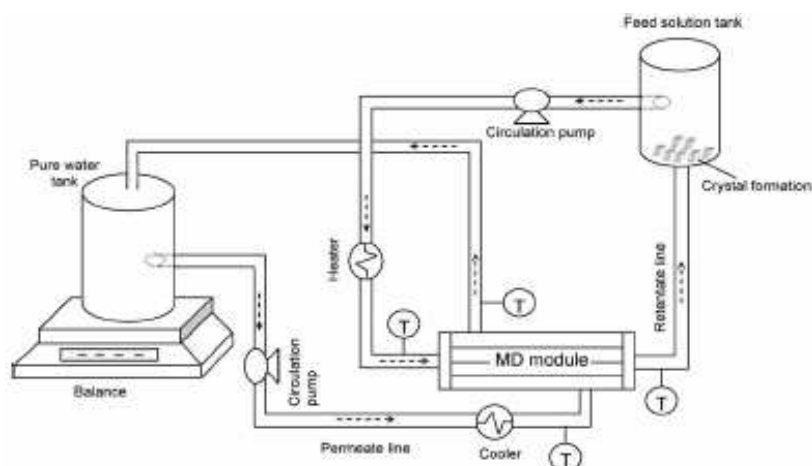 Feed solution tank
Circulation pump
Crystal formation
Pure water
tank
Heater
Retentate line
T
T
MD module
T
Balance
Circulation
pump
Permeate line
Cooler
T